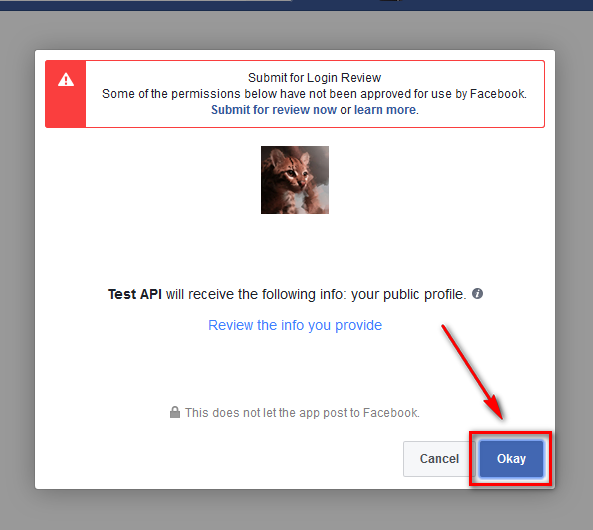 Submit for Login Review
Some of the permissions below have not been approved for use by Facebook.
Submit for review now or learn more.
Test API will receive the following info: your public profile.
Review the info you provide
This does not let the app post to Facebook.
Cancel
Okay